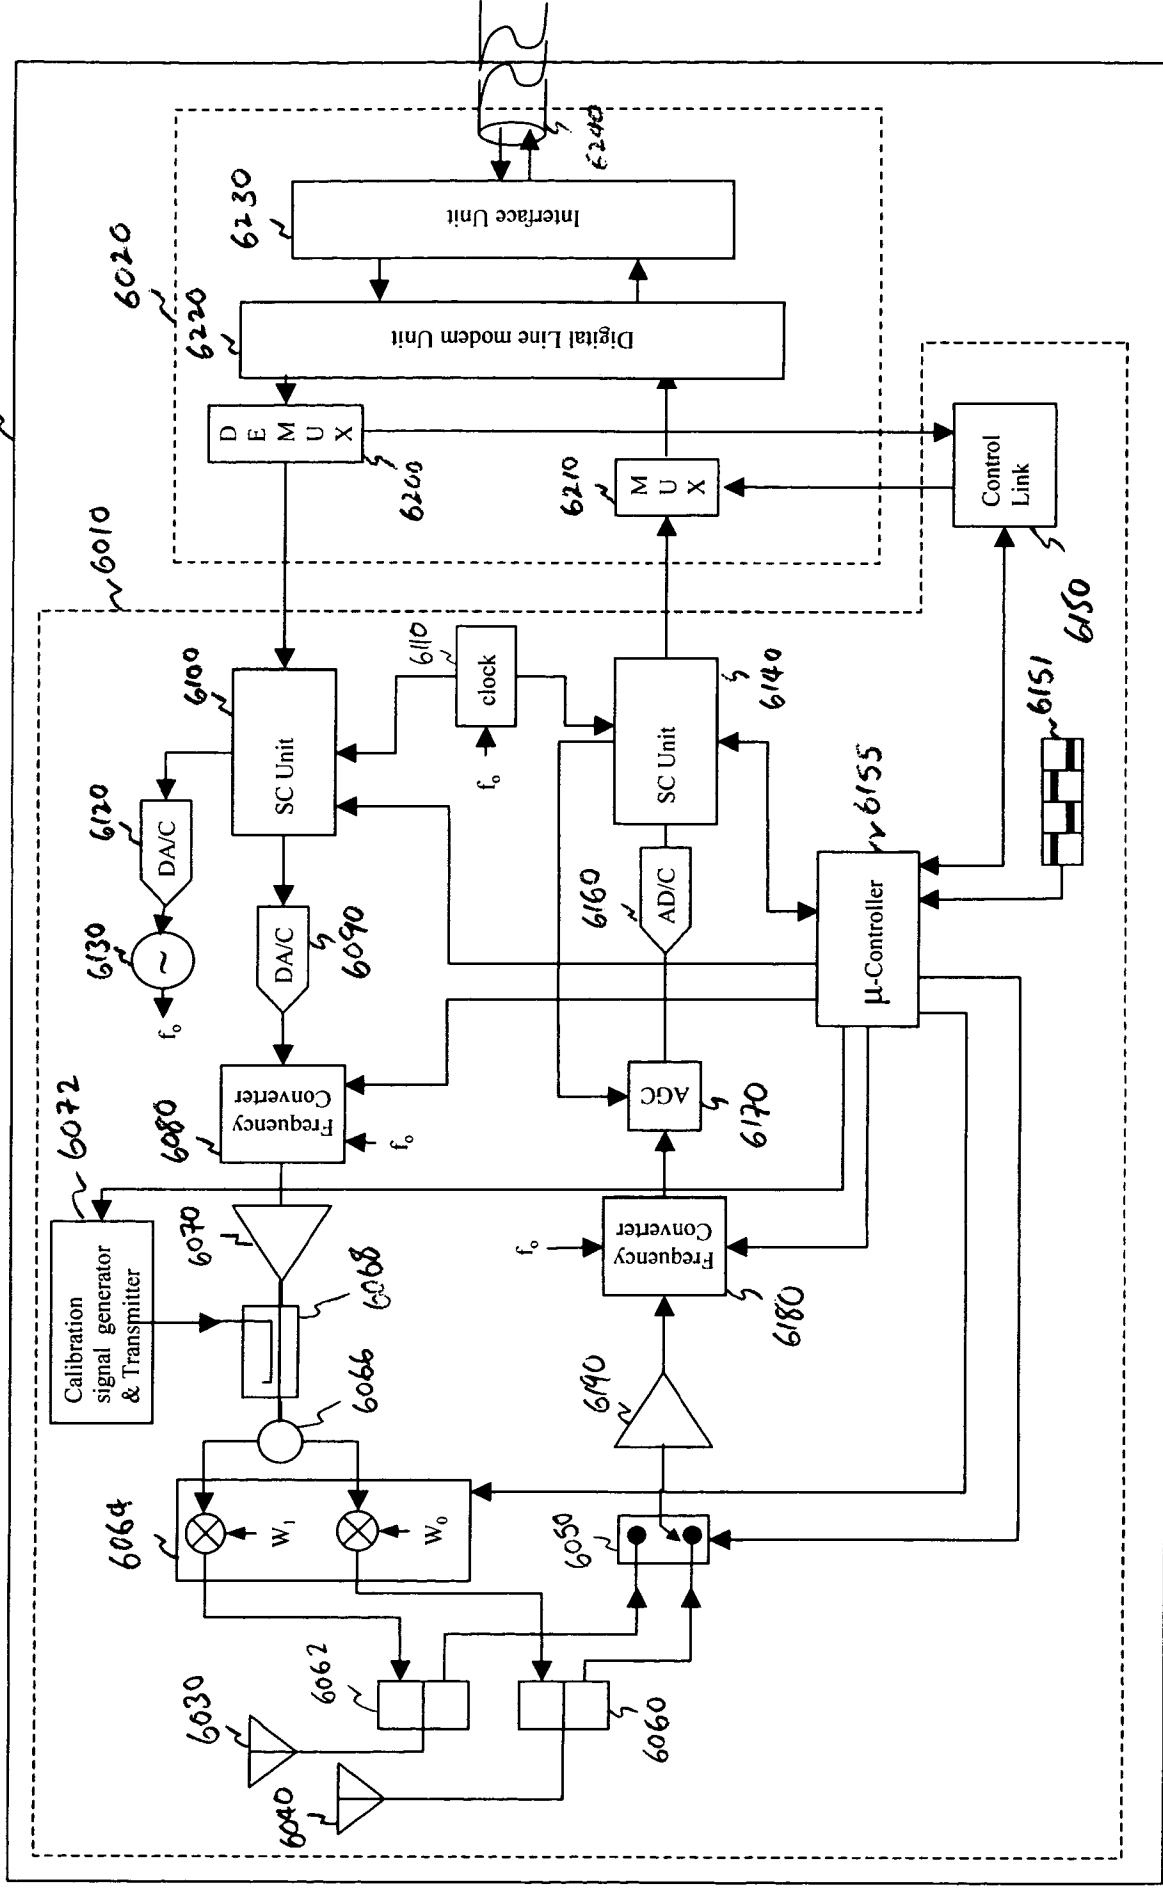 6020
6230
Interface Unit
6240
6220
Digital Line modem Unit
D
E
M
U
X
6200
6210
M
U
X
Control
Link
6150
6010
6100
SC Unit
6110
clock
f₀
SC Unit
6140
6120
DA/C
6130
~
f₀
DA/C
6090
6160
AD/C
6155
μ-Controller
6151
6072
Calibration
signal generator
& Transmitter
6080
Frequency
Converter
f₀
AGC
6170
6070
6068
6066
f₀
Frequency
Converter
6180
6190
6064
W₁
W₀
6050
6062
6060
6030
6040